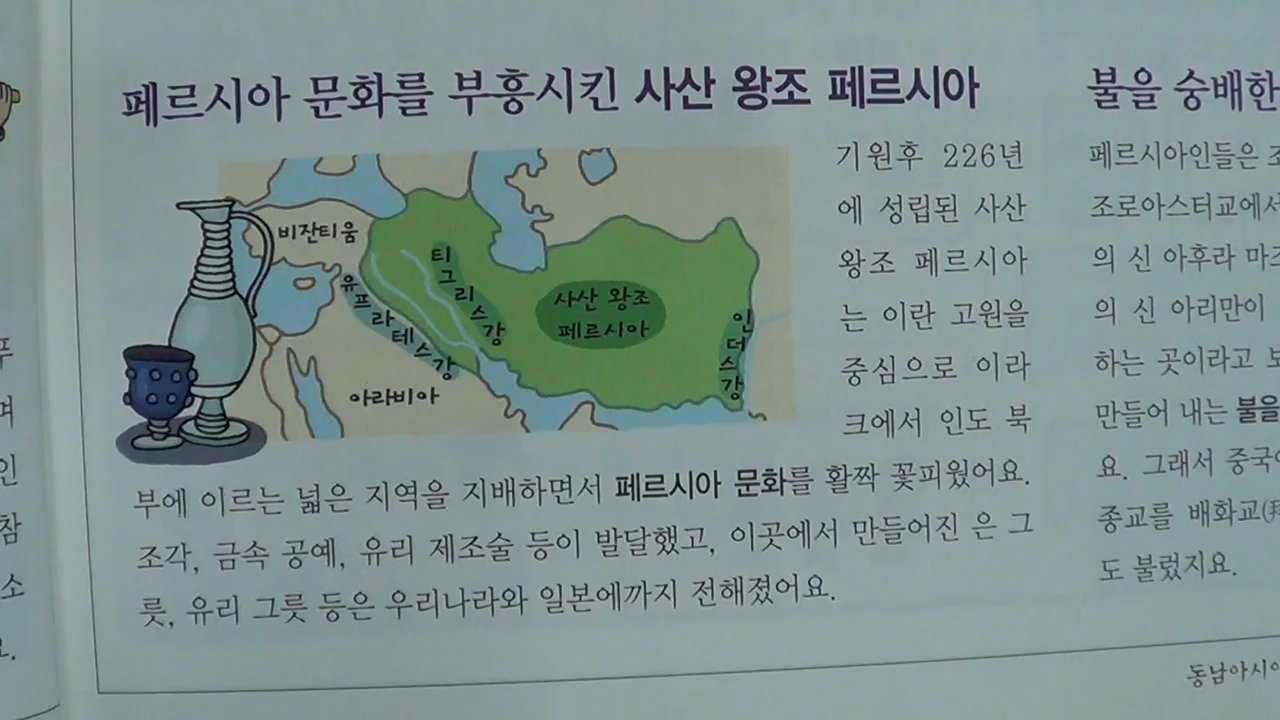 페르시아 문화를 부흥시킨 사산 왕조 페르시아
비잔티움
유프라테스강
티그리스강
사산 왕조
페르시아
인더스강
아라비아
기원후 226년
에 성립된 사산
왕조 페르시아
는 이란 고원을
중심으로 이라
크에서 인도 북
부에 이르는 넓은 지역을 지배하면서 페르시아 문화를 활짝 꽃피웠어요.
조각, 금속 공예, 유리 제조술 등이 발달했고, 이곳에서 만들어진 은 그
릇, 유리 그릇 등은 우리나라와 일본에까지 전해졌어요.
불을 숭배한
페르시아인들은 조
조로아스터교에서
의 신 아후라 마즈
의 신 아리만이
하는 곳이라고 보
만들어 내는 불을
요. 그래서 중국에
종교를 배화교(拜
도 불렀지요.
동남아시아
며
인
참
소